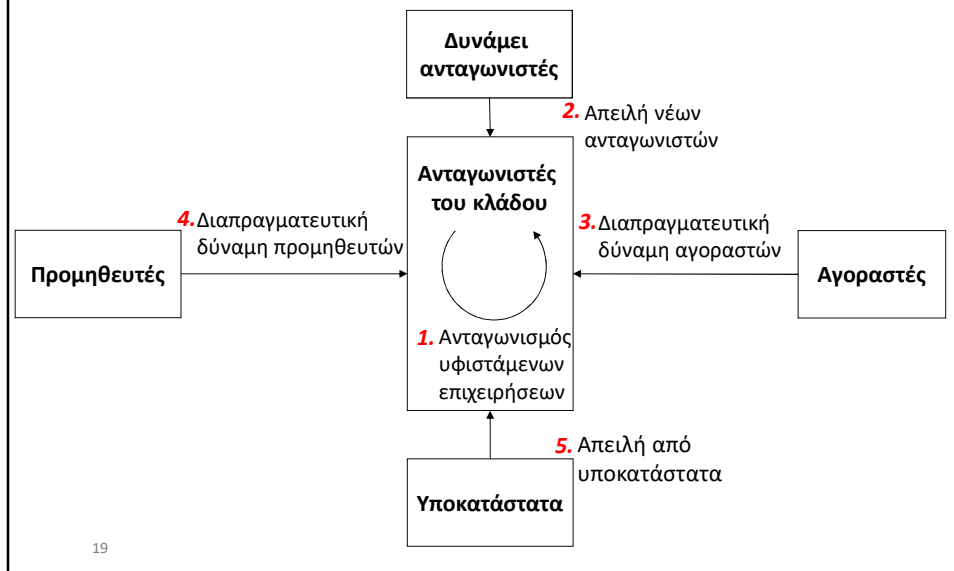 Δυνάμει
ανταγωνιστές
2. Απειλή νέων
ανταγωνιστών
Ανταγωνιστές
του κλάδου
4. Διαπραγματευτική
δύναμη προμηθευτών
3. Διαπραγματευτική
δύναμη αγοραστών
Προμηθευτές
Αγοραστές
1. Ανταγωνισμός
υφιστάμενων
επιχειρήσεων
5. Απειλή από
υποκατάστατα
Υποκατάστατα
19